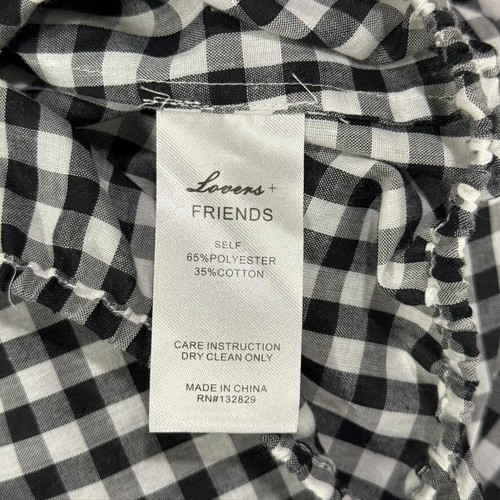 Lovers +
FRIENDS
SELF
65%POLYESTER
35%COTTON
CARE INSTRUCTION
DRY CLEAN ONLY
MADE IN CHINA
RN#132829